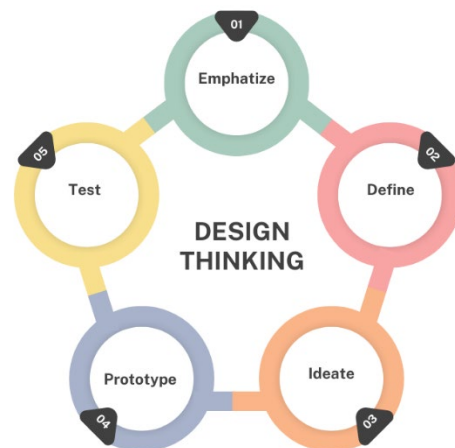 01
Emphatize
02
Define
03
Ideate
04
Prototype
05
Test
DESIGN
THINKING